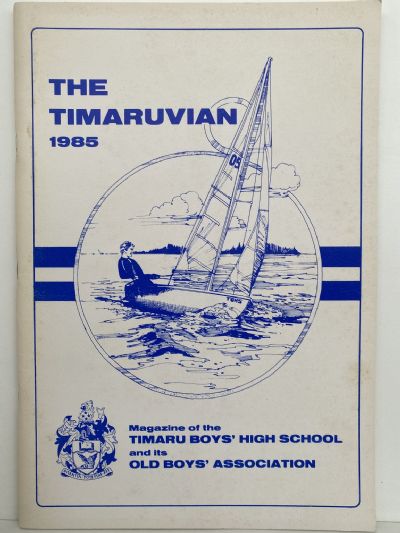 THE
TIMARUVIAN
1985
Magazine of the
TIMARU BOYS' HIGH SCHOOL
and its
OLD BOYS' ASSOCIATION